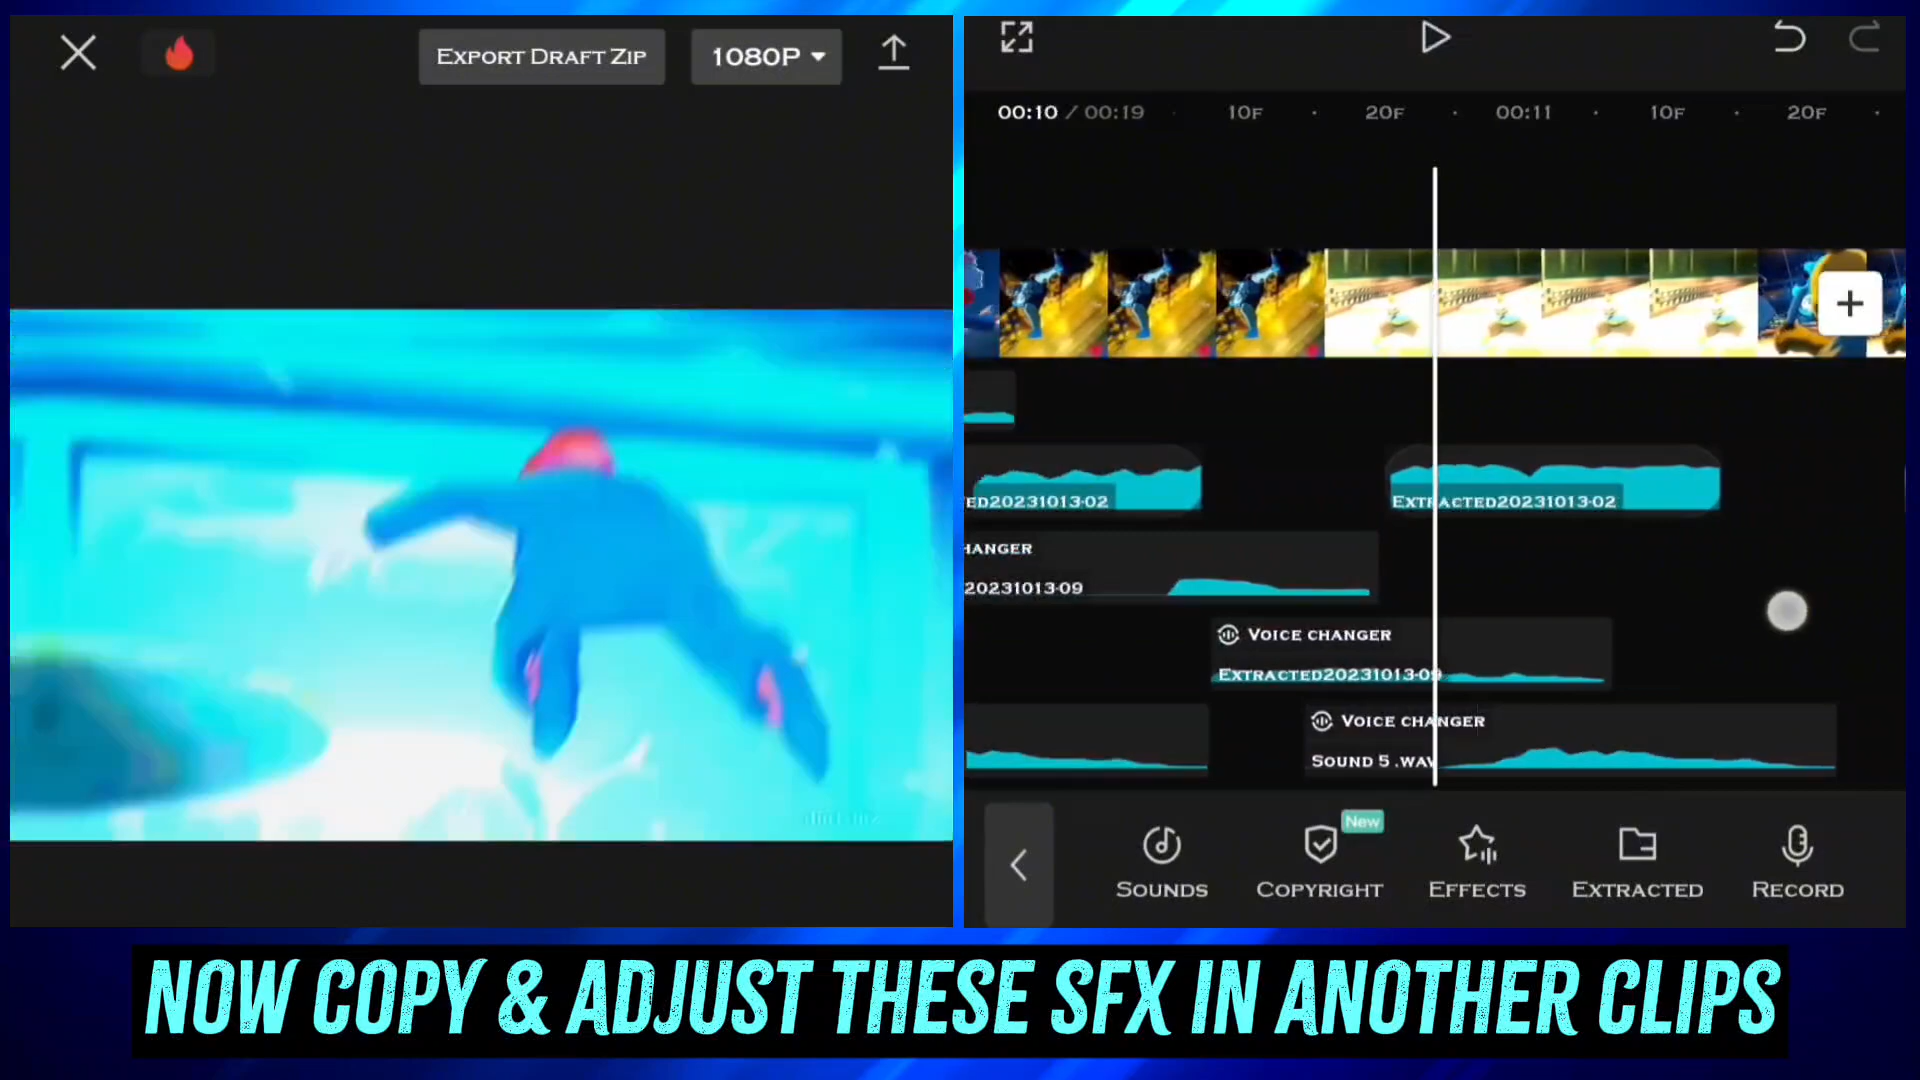 EXPORT DRAFT ZIP
1080P
00:10 / 00:19
10F
20F
00:11
10F
20F
ED20231013-02
EXTRACTED20231013-02
HANGER
20231013-09
VOICE CHANGER
EXTRACTED20231013-09
VOICE CHANGER
SOUND 5 .WAV
New
SOUNDS
COPYRIGHT
EFFECTS
EXTRACTED
RECORD
NOW COPY & ADJUST THESE SFX IN ANOTHER CLIPS